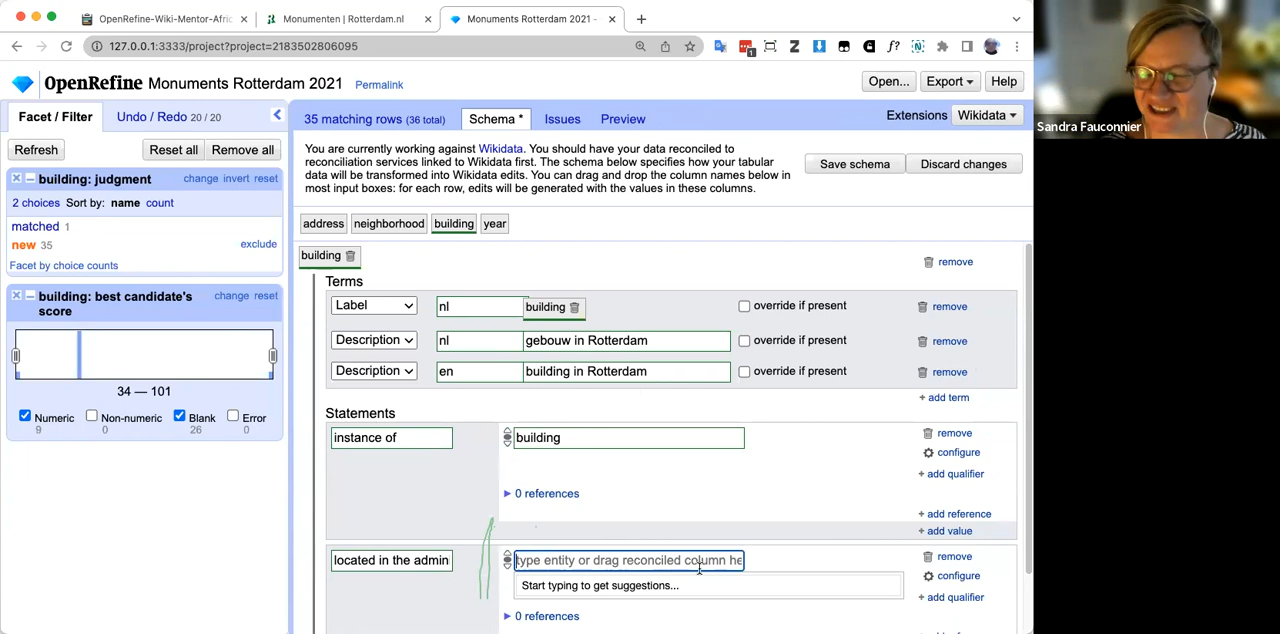 OpenRefine-Wiki-Mentor-Afric
Monumenten | Rotterdam.nl
Monuments Rotterdam 2021 -
127.0.0.1:3333/project?project=2183502806095
OpenRefine Monuments Rotterdam 2021 Permalink
Open... Export Help
Facet / Filter Undo / Redo 20 / 20
35 matching rows (36 total) Schema * Issues Preview
Extensions Wikidata
Refresh Reset all Remove all
building: judgment change invert reset
2 choices Sort by: name count
matched 1
new 35 exclude
Facet by choice counts
building: best candidate's score change reset
34 — 101
Numeric 9 Non-numeric 0 Blank 26 Error 0
You are currently working against Wikidata. You should have your data reconciled to
reconciliation services linked to Wikidata first. The schema below specifies how your tabular
data will be transformed into Wikidata edits. You can drag and drop the column names below in
most input boxes: for each row, edits will be generated with the values in these columns.
Save schema Discard changes
address neighborhood building year
building remove
Terms
Label nl building override if present remove
Description nl gebouw in Rotterdam override if present remove
Description en building in Rotterdam override if present remove
+ add term
Statements
instance of building remove
configure
+ add qualifier
0 references
+ add reference
+ add value
located in the admin type entity or drag reconciled column he remove
Start typing to get suggestions... configure
+ add qualifier
0 references
Sandra Fauconnier